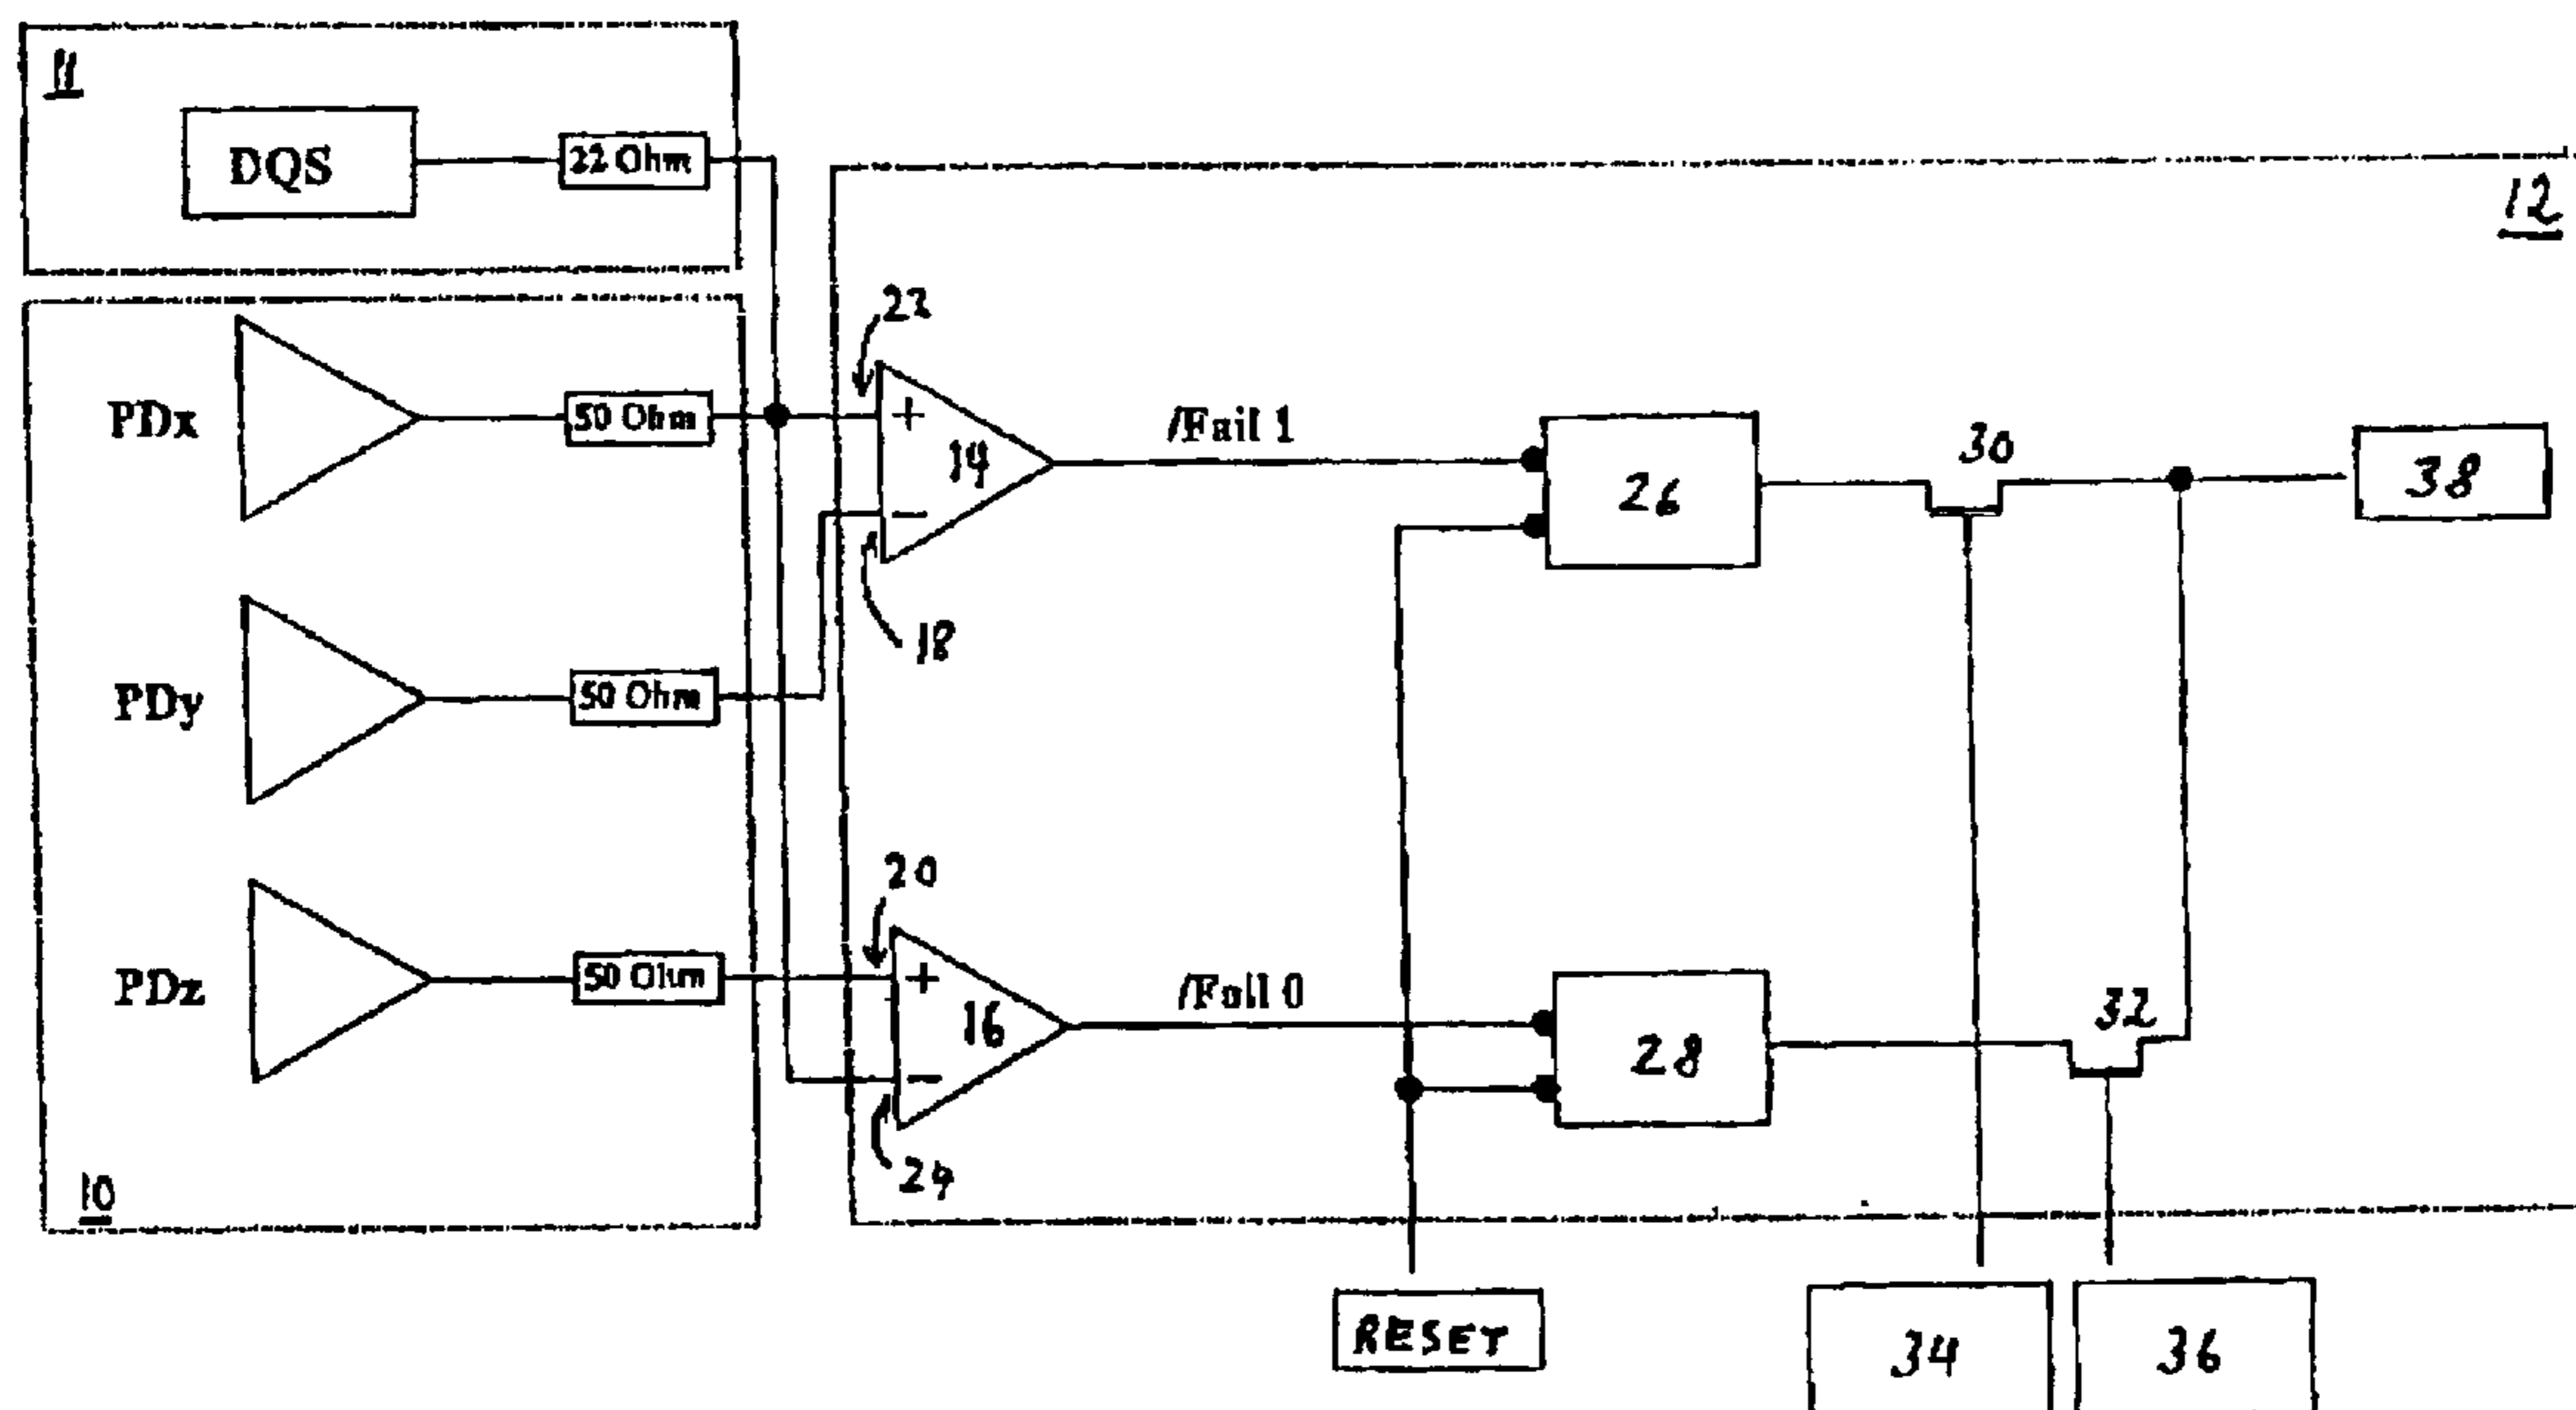 11
DQS
22 Ohm
12
22
PDx
50 Ohm
+
14
/Fail 1
30
26
38
−
18
PDy
50 Ohm
20
PDz
50 Ohm
+
16
/Fail 0
32
28
−
24
10
RESET
34
36